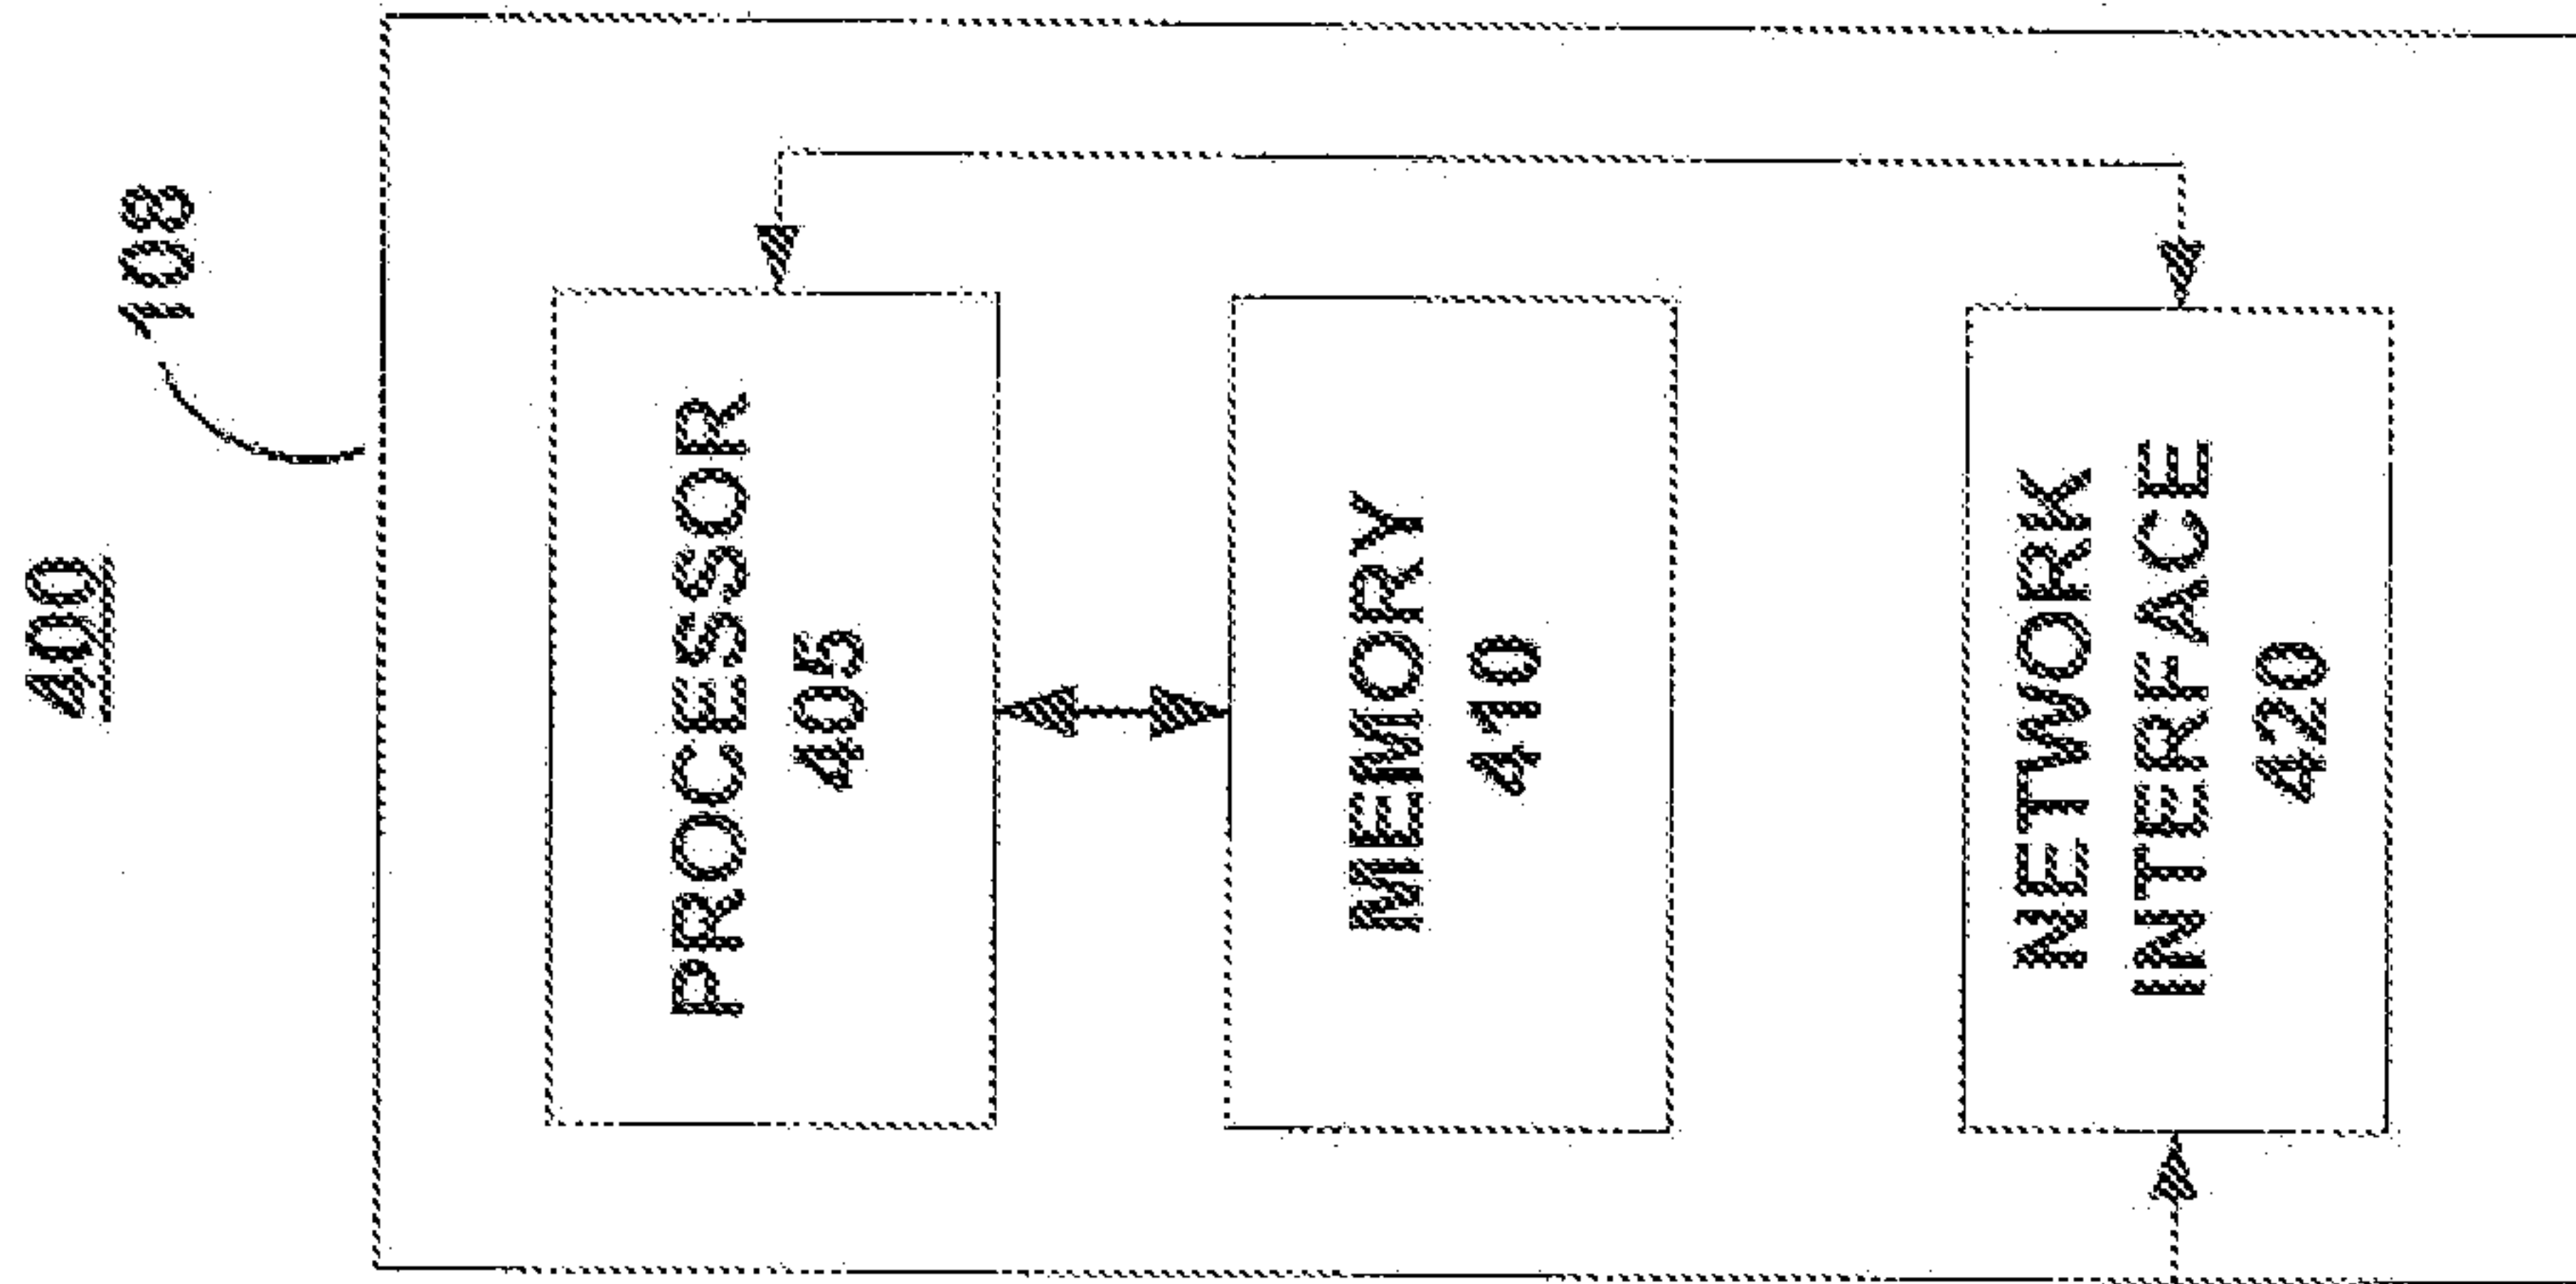 400
108
PROCESSOR
405
MEMORY
410
NETWORK
INTERFACE
420